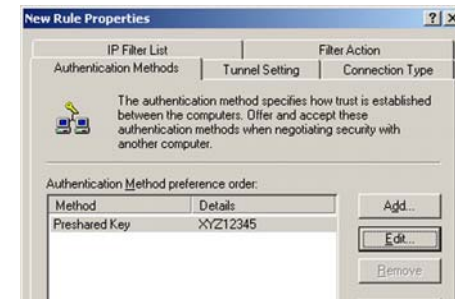 New Rule Properties
IP Filter List
Filter Action
Authentication Methods
Tunnel Setting
Connection Type
The authentication method specifies how trust is established
between the computers. Offer and accept these
authentication methods when negotiating security with
another computer.
Authentication Method preference order:
Method Details
Add...
Preshared Key XYZ12345
Edit...
Remove